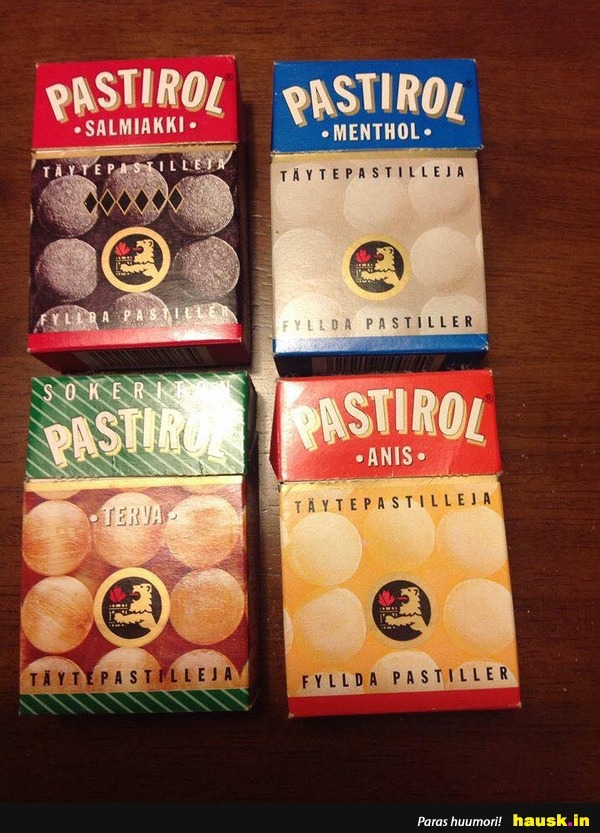 PASTIROL®
•SALMIAKKI•
TÄYTEPASTILLEJA
FYLLDA PASTILLER
PASTIROL®
•MENTHOL•
TÄYTEPASTILLEJA
FYLLDA PASTILLER
SOKERITON
PASTIROL
•TERVA•
TÄYTEPASTILLEJA
PASTIROL®
•ANIS•
TÄYTEPASTILLEJA
FYLLDA PASTILLER
Paras huumori! hausk.in